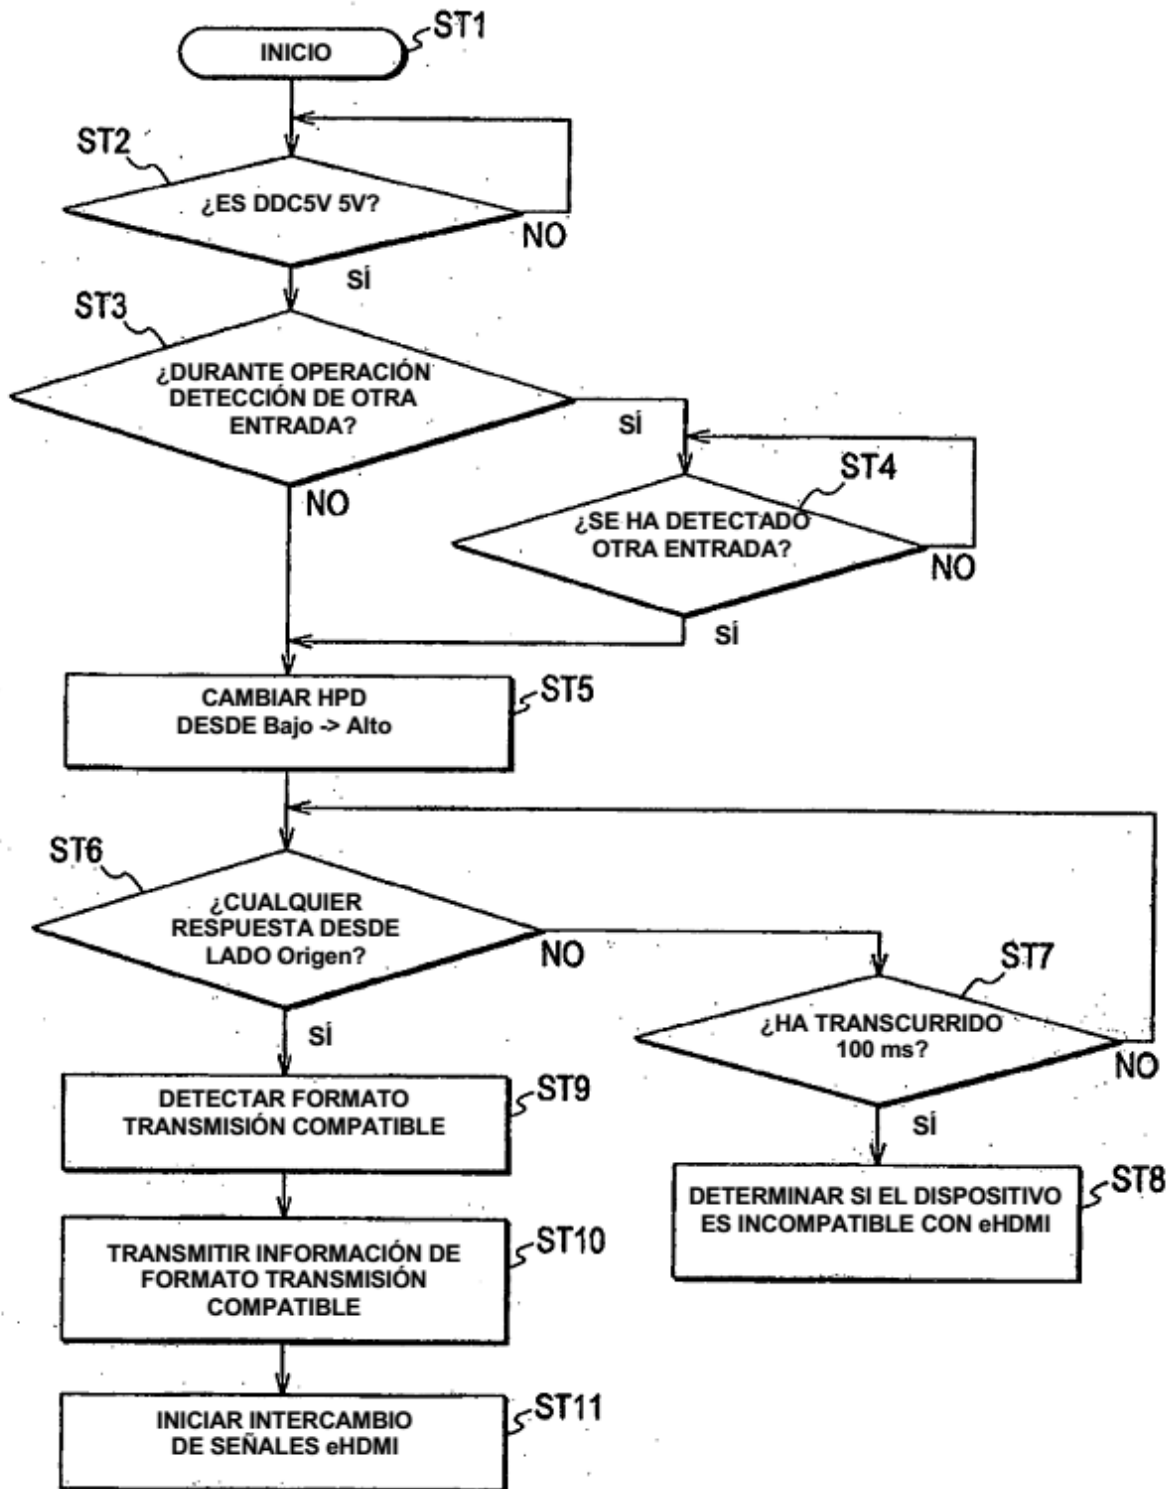 ST1
INICIO
ST2
¿ES DDC5V 5V?
NO
SÍ
ST3
¿DURANTE OPERACIÓN
DETECCIÓN DE OTRA
ENTRADA?
SÍ
NO
ST4
¿SE HA DETECTADO
OTRA ENTRADA?
NO
SÍ
CAMBIAR HPD
DESDE Bajo -> Alto
ST5
ST6
¿CUALQUIER
RESPUESTA DESDE
LADO Origen?
NO
SÍ
ST7
¿HA TRANSCURRIDO
100 ms?
NO
SÍ
DETECTAR FORMATO
TRANSMISIÓN COMPATIBLE
ST9
DETERMINAR SI EL DISPOSITIVO
ES INCOMPATIBLE CON eHDMI
ST8
TRANSMITIR INFORMACIÓN DE
FORMATO TRANSMISIÓN
COMPATIBLE
ST10
INICIAR INTERCAMBIO
DE SEÑALES eHDMI
ST11